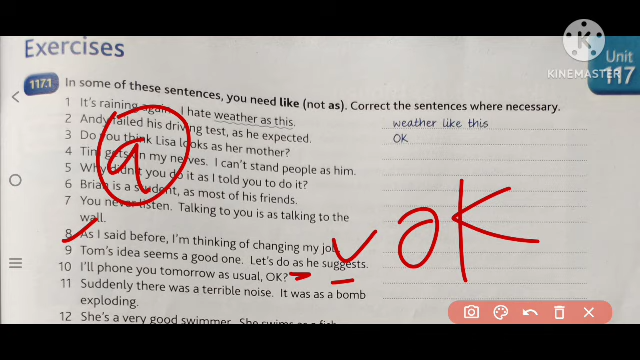 Exercises
Unit
117
KINEMASTER
117.1 In some of these sentences, you need like (not as). Correct the sentences where necessary.
1 It's raining again. I hate weather as this. weather like this
2 Andy failed his driving test, as he expected. OK
3 Do you think Lisa looks as her mother?
4 Tim gets on my nerves. I can't stand people as him.
5 Why didn't you do it as I told you to do it?
6 Brian is a student, as most of his friends.
7 You never listen. Talking to you is as talking to the
wall.
8 As I said before, I'm thinking of changing my job.
9 Tom's idea seems a good one. Let's do as he suggests.
10 I'll phone you tomorrow as usual, OK?
11 Suddenly there was a terrible noise. It was as a bomb
exploding.
12 She's a very good swimmer. She swims as a fish.
a
OK